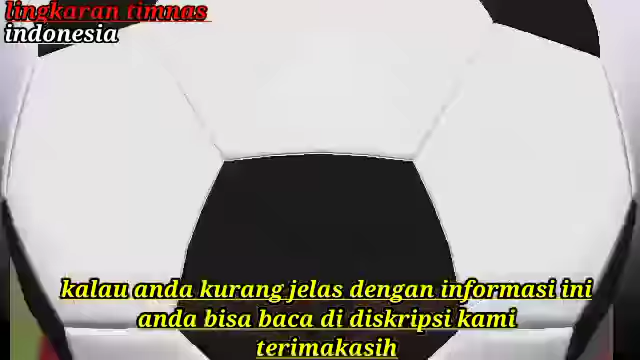 lingkaran timnas
indonesia
kalau anda kurang jelas dengan informasi ini
anda bisa baca di diskripsi kami
terimakasih